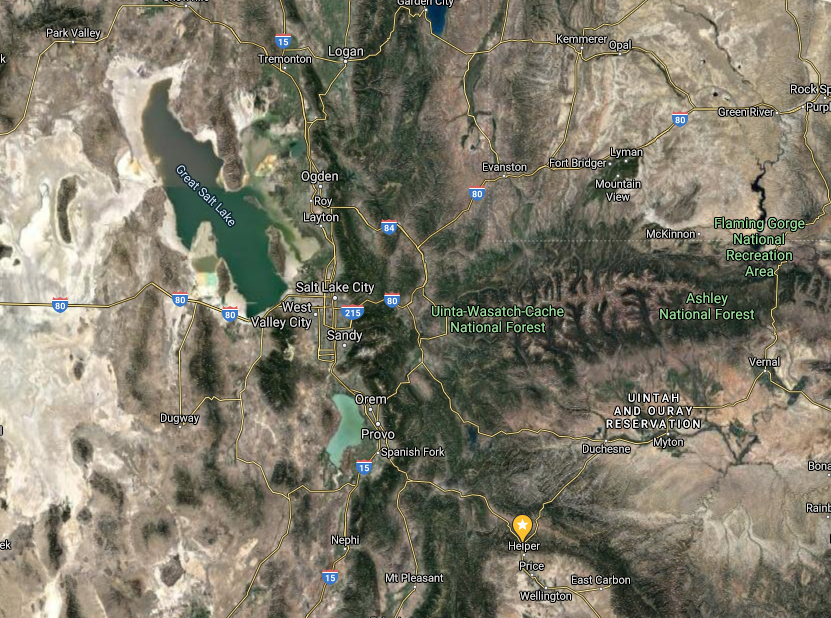 Garden City
15
Park Valley
Logan
Kemmerer
Opal
Tremonton
Rock Sp
Purpl
Green River
80
Lyman
Fort Bridger
Evanston
Mountain
View
Ogden
80
Roy
Great Salt Lake
Layton
84
McKinnon
Flaming Gorge
National
Recreation
Area
Salt Lake City
80
80
80
80
West
Valley City
215
Uinta-Wasatch-Cache
National Forest
Ashley
National Forest
Sandy
Vernal
Orem
UINTAH
AND OURAY
RESERVATION
Dugway
Provo
Myton
Duchesne
Spanish Fork
15
Bona
Rainb
Nephi
Helper
ek
Price
15
Mt Pleasant
East Carbon
Wellington